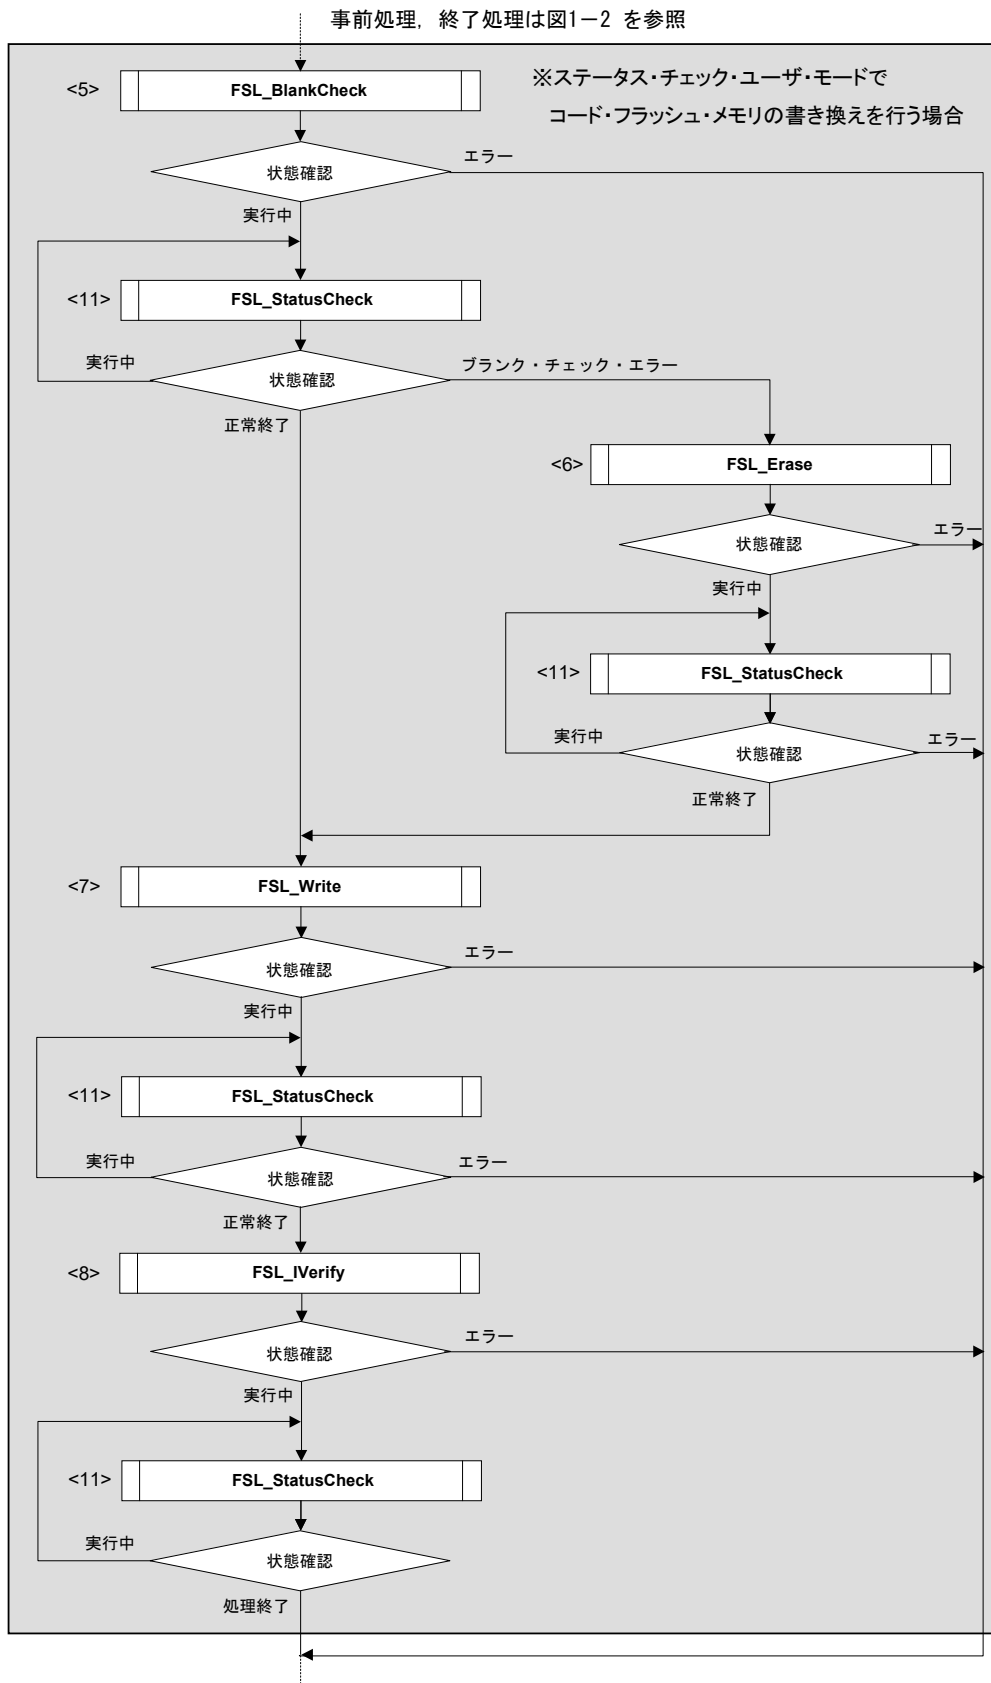 事前処理，終了処理は図1－2 を参照
※ステータス・チェック・ユーザ・モードで
コード・フラッシュ・メモリの書き換えを行う場合
<5>
FSL_BlankCheck
状態確認
エラー
実行中
<11>
FSL_StatusCheck
実行中
状態確認
ブランク・チェック・エラー
正常終了
<6>
FSL_Erase
状態確認
エラー
実行中
<11>
FSL_StatusCheck
実行中
状態確認
エラー
正常終了
<7>
FSL_Write
状態確認
エラー
実行中
<11>
FSL_StatusCheck
実行中
状態確認
エラー
正常終了
<8>
FSL_IVerify
状態確認
エラー
実行中
<11>
FSL_StatusCheck
実行中
状態確認
処理終了